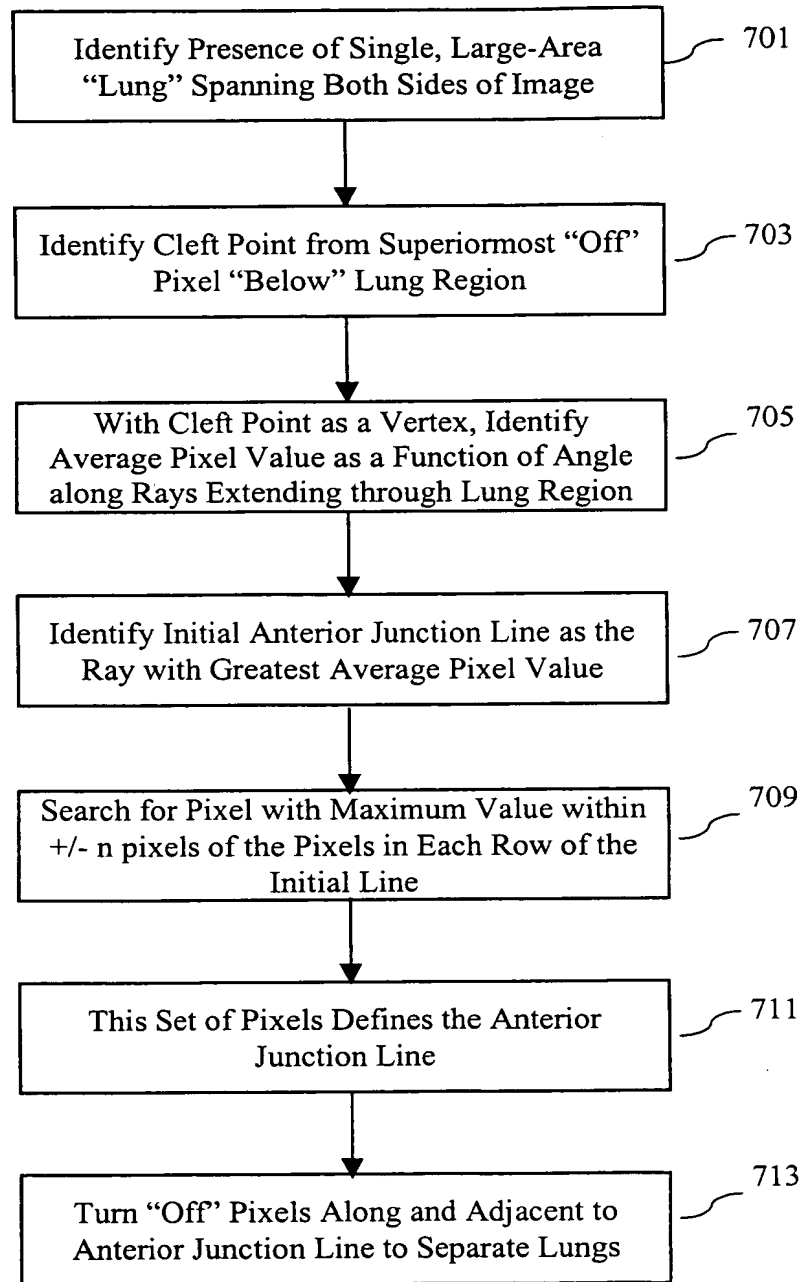 Identify Presence of Single, Large-Area
“Lung” Spanning Both Sides of Image
701
Identify Cleft Point from Superiormost “Off”
Pixel “Below” Lung Region
703
With Cleft Point as a Vertex, Identify
Average Pixel Value as a Function of Angle
along Rays Extending through Lung Region
705
Identify Initial Anterior Junction Line as the
Ray with Greatest Average Pixel Value
707
Search for Pixel with Maximum Value within
+/- n pixels of the Pixels in Each Row of the
Initial Line
709
This Set of Pixels Defines the Anterior
Junction Line
711
Turn “Off” Pixels Along and Adjacent to
Anterior Junction Line to Separate Lungs
713